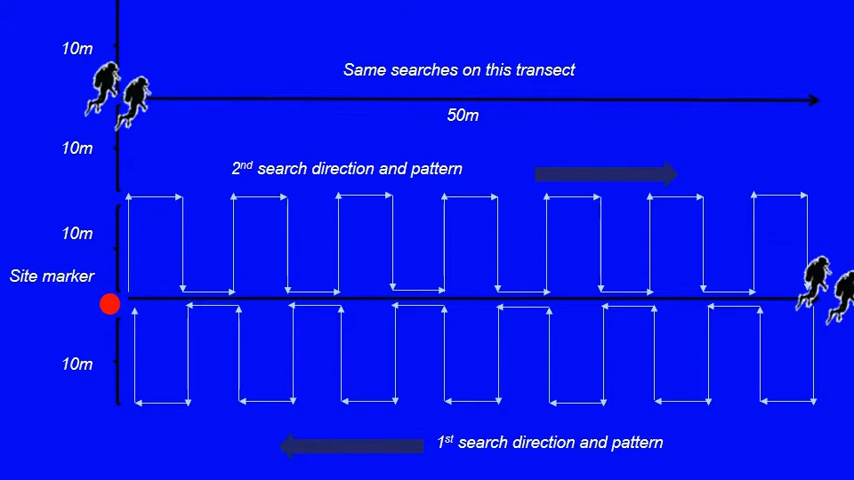 10m
Same searches on this transect
50m
10m
2nd search direction and pattern
10m
Site marker
10m
1st search direction and pattern